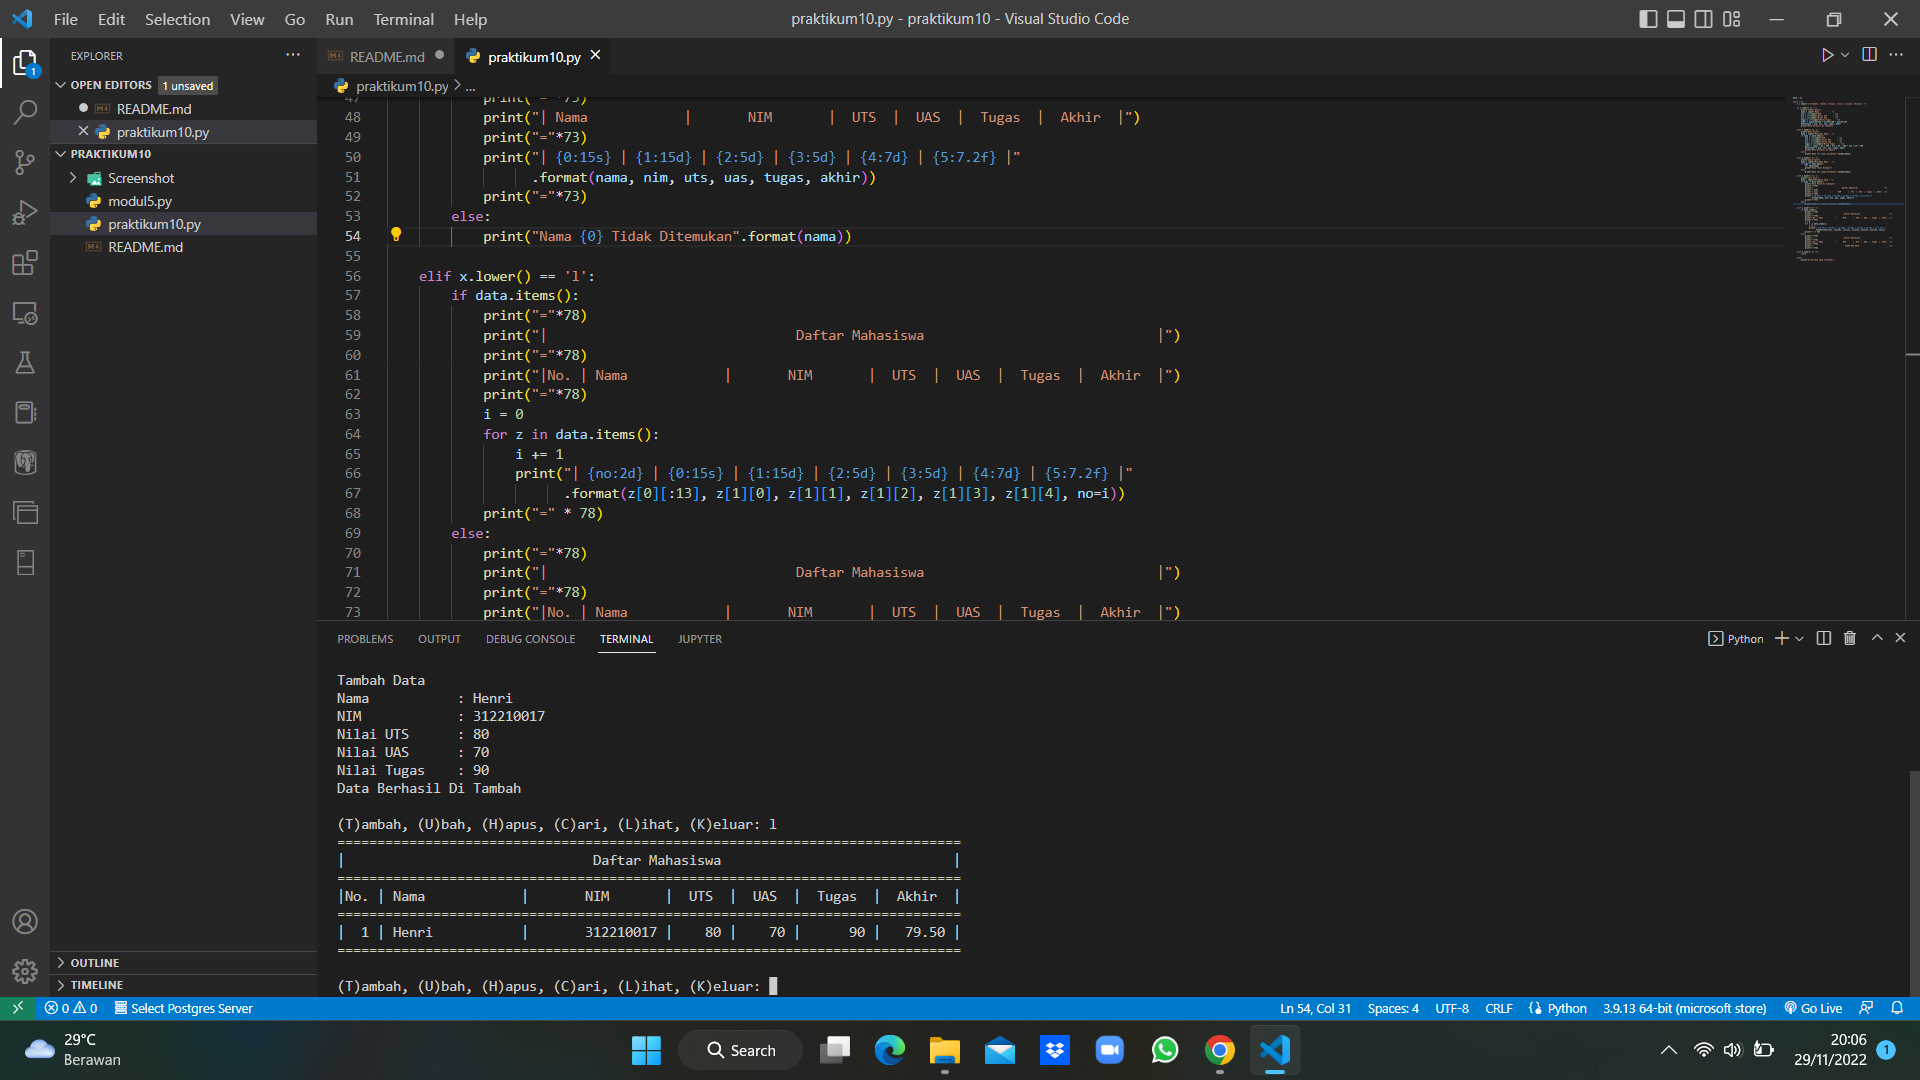 File Edit Selection View Go Run Terminal Help
praktikum10.py - praktikum10 - Visual Studio Code
EXPLORER
OPEN EDITORS 1 unsaved
README.md
praktikum10.py
PRAKTIKUM10
Screenshot
modul5.py
praktikum10.py
README.md
OUTLINE
TIMELINE
README.md
praktikum10.py
praktikum10.py > ...
47 print("="*73)
48 print("| Nama | NIM | UTS | UAS | Tugas | Akhir |")
49 print("="*73)
50 print("| {0:15s} | {1:15d} | {2:5d} | {3:5d} | {4:7d} | {5:7.2f} |"
51 .format(nama, nim, uts, uas, tugas, akhir))
52 print("="*73)
53 else:
54 print("Nama {0} Tidak Ditemukan".format(nama))
55
56 elif x.lower() == 'l':
57 if data.items():
58 print("="*78)
59 print("| Daftar Mahasiswa |")
60 print("="*78)
61 print("|No. | Nama | NIM | UTS | UAS | Tugas | Akhir |")
62 print("="*78)
63 i = 0
64 for z in data.items():
65 i += 1
66 print("| {no:2d} | {0:15s} | {1:15d} | {2:5d} | {3:5d} | {4:7d} | {5:7.2f} |"
67 .format(z[0][:13], z[1][0], z[1][1], z[1][2], z[1][3], z[1][4], no=i))
68 print("=" * 78)
69 else:
70 print("="*78)
71 print("| Daftar Mahasiswa |")
72 print("="*78)
73 print("|No. | Nama | NIM | UTS | UAS | Tugas | Akhir |")
PROBLEMS OUTPUT DEBUG CONSOLE TERMINAL JUPYTER
Python
Tambah Data
Nama : Henri
NIM : 312210017
Nilai UTS : 80
Nilai UAS : 70
Nilai Tugas : 90
Data Berhasil Di Tambah
(T)ambah, (U)bah, (H)apus, (C)ari, (L)ihat, (K)eluar: l
==============================================================================
| Daftar Mahasiswa |
==============================================================================
|No. | Nama | NIM | UTS | UAS | Tugas | Akhir |
==============================================================================
| 1 | Henri | 312210017 | 80 | 70 | 90 | 79.50 |
==============================================================================
(T)ambah, (U)bah, (H)apus, (C)ari, (L)ihat, (K)eluar:
0 0 Select Postgres Server
Ln 54, Col 31 Spaces: 4 UTF-8 CRLF Python 3.9.13 64-bit (microsoft store) Go Live
29°C
Berawan
Search
20:06
29/11/2022
1